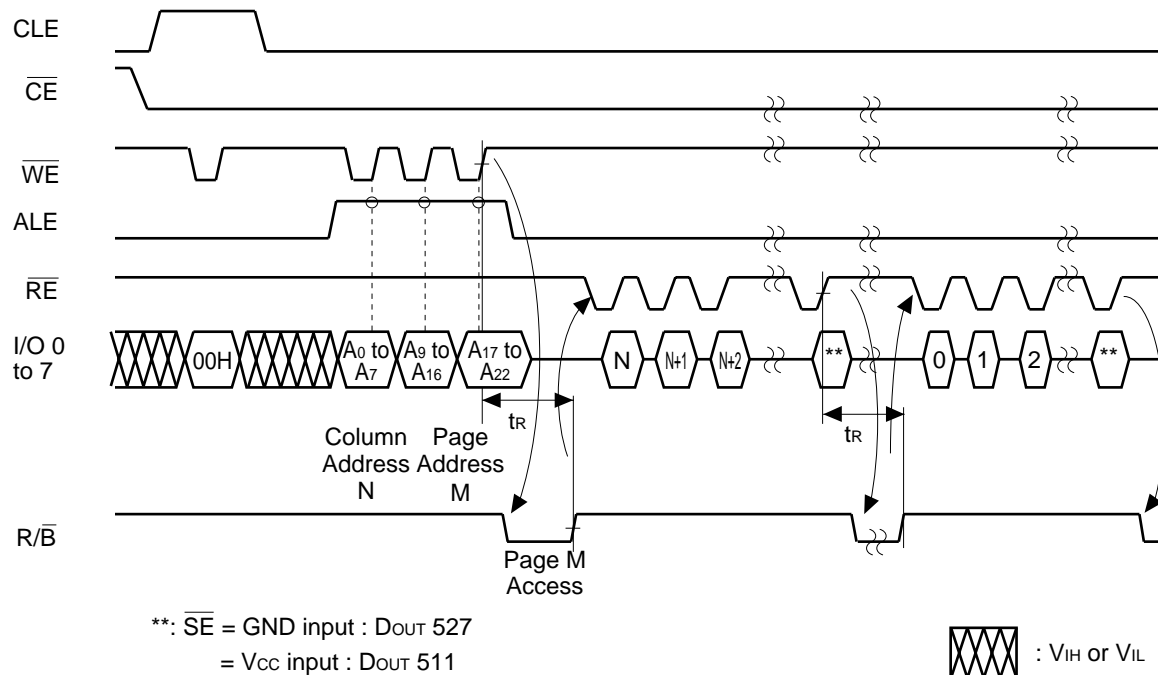 CLE
CE
WE
ALE
RE
I/O 0
to 7
00H
A0 to
A7
A9 to
A16
A17 to
A22
N
N+1
N+2
**
0
1
2
**
tR
tR
Column
Address
N
Page
Address
M
R/B
Page M
Access
**: SE = GND input : DOUT 527
= VCC input : DOUT 511
: VIH or VIL